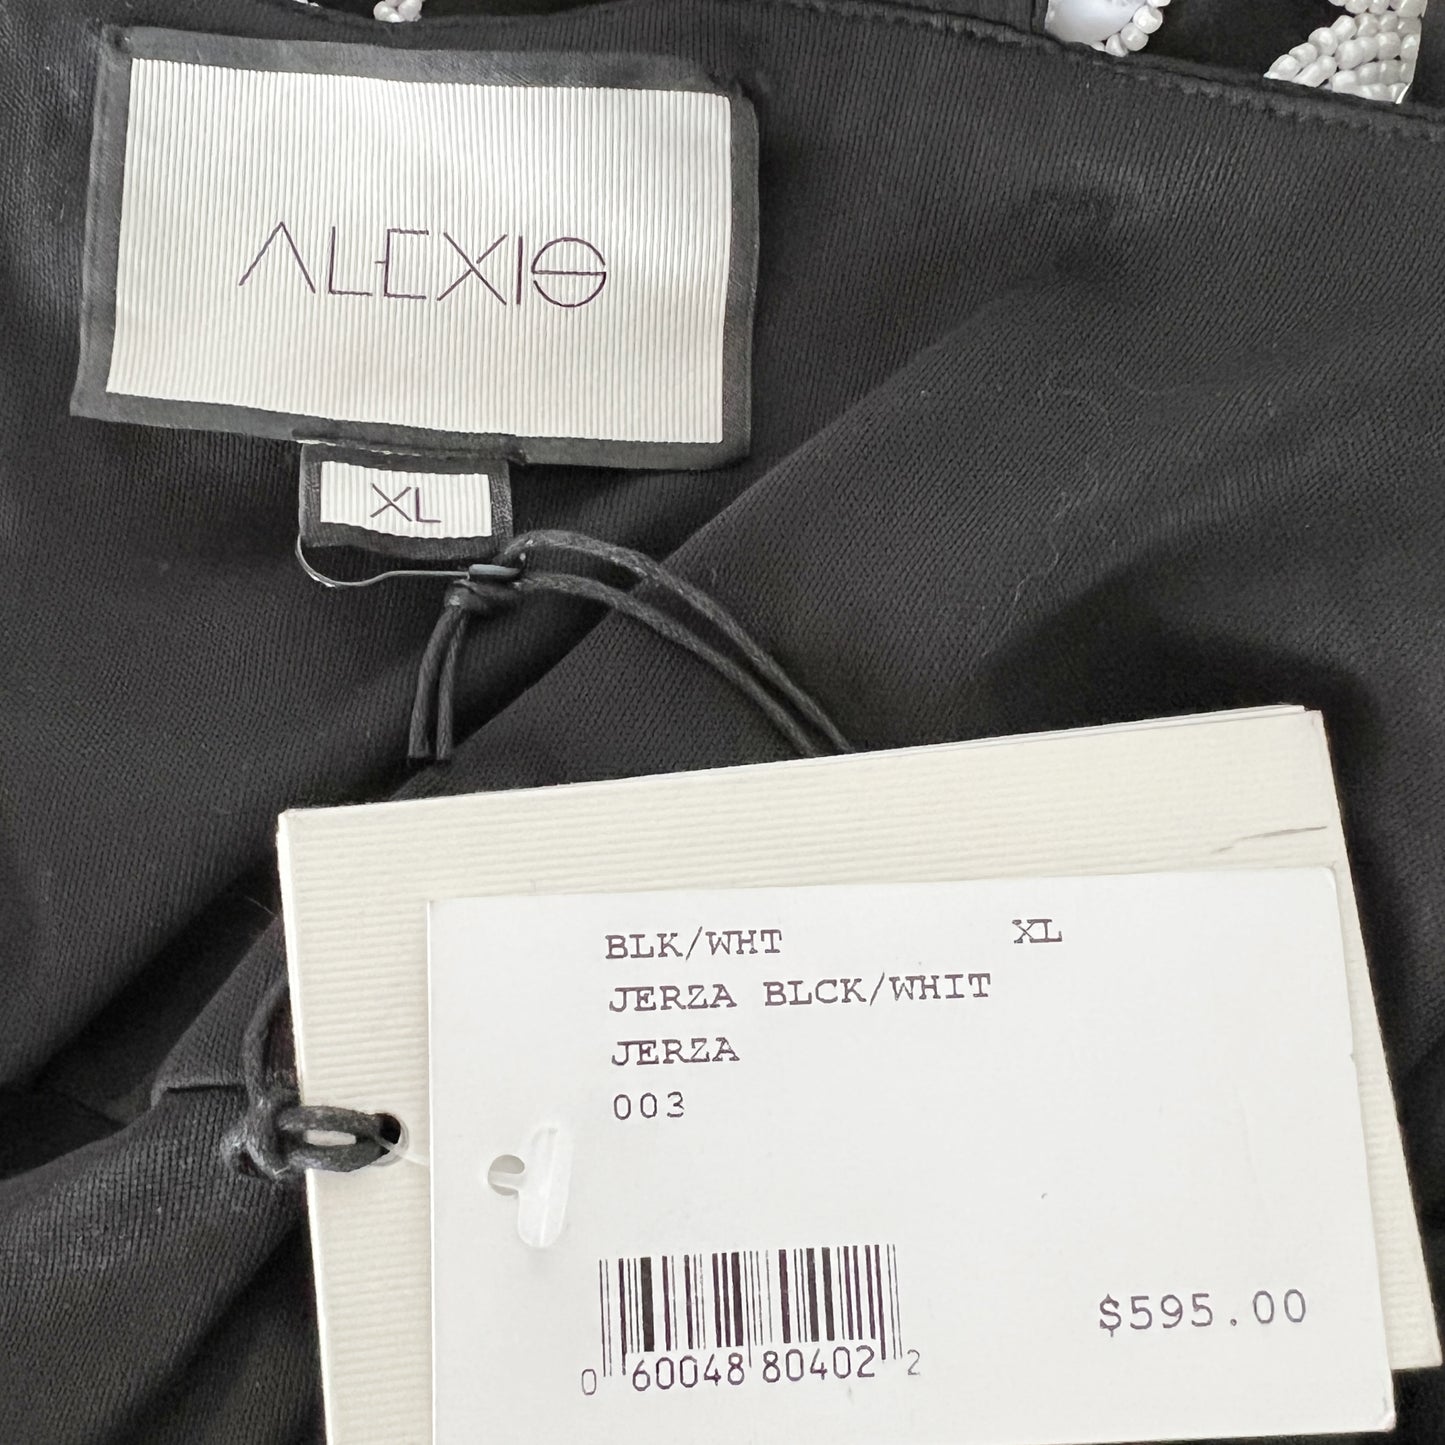 ALEXIS
XL
BLK/WHT XL
JERZA BLCK/WHIT
JERZA
003
$595.00
0 60048 80402 2